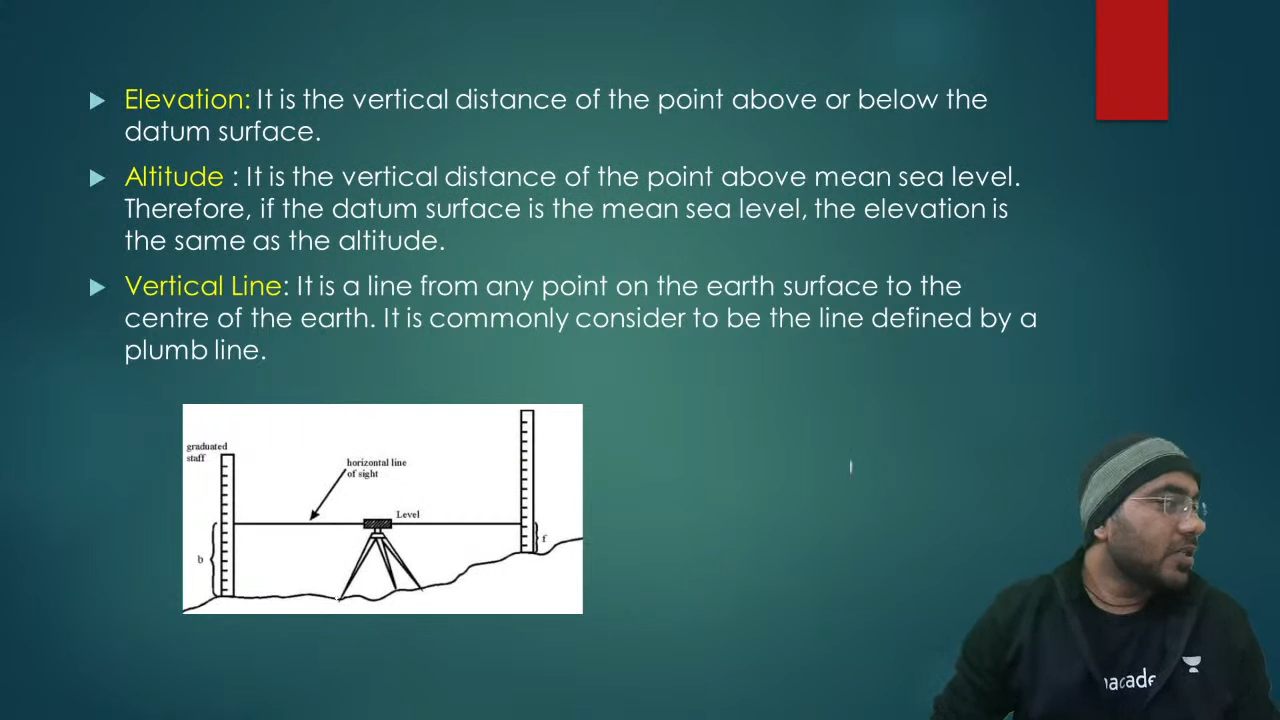 Elevation: It is the vertical distance of the point above or below the
datum surface.
Altitude : It is the vertical distance of the point above mean sea level.
Therefore, if the datum surface is the mean sea level, the elevation is
the same as the altitude.
Vertical Line: It is a line from any point on the earth surface to the
centre of the earth. It is commonly consider to be the line defined by a
plumb line.
graduated
staff
horizontal line
of sight
Level
b
f
nacade